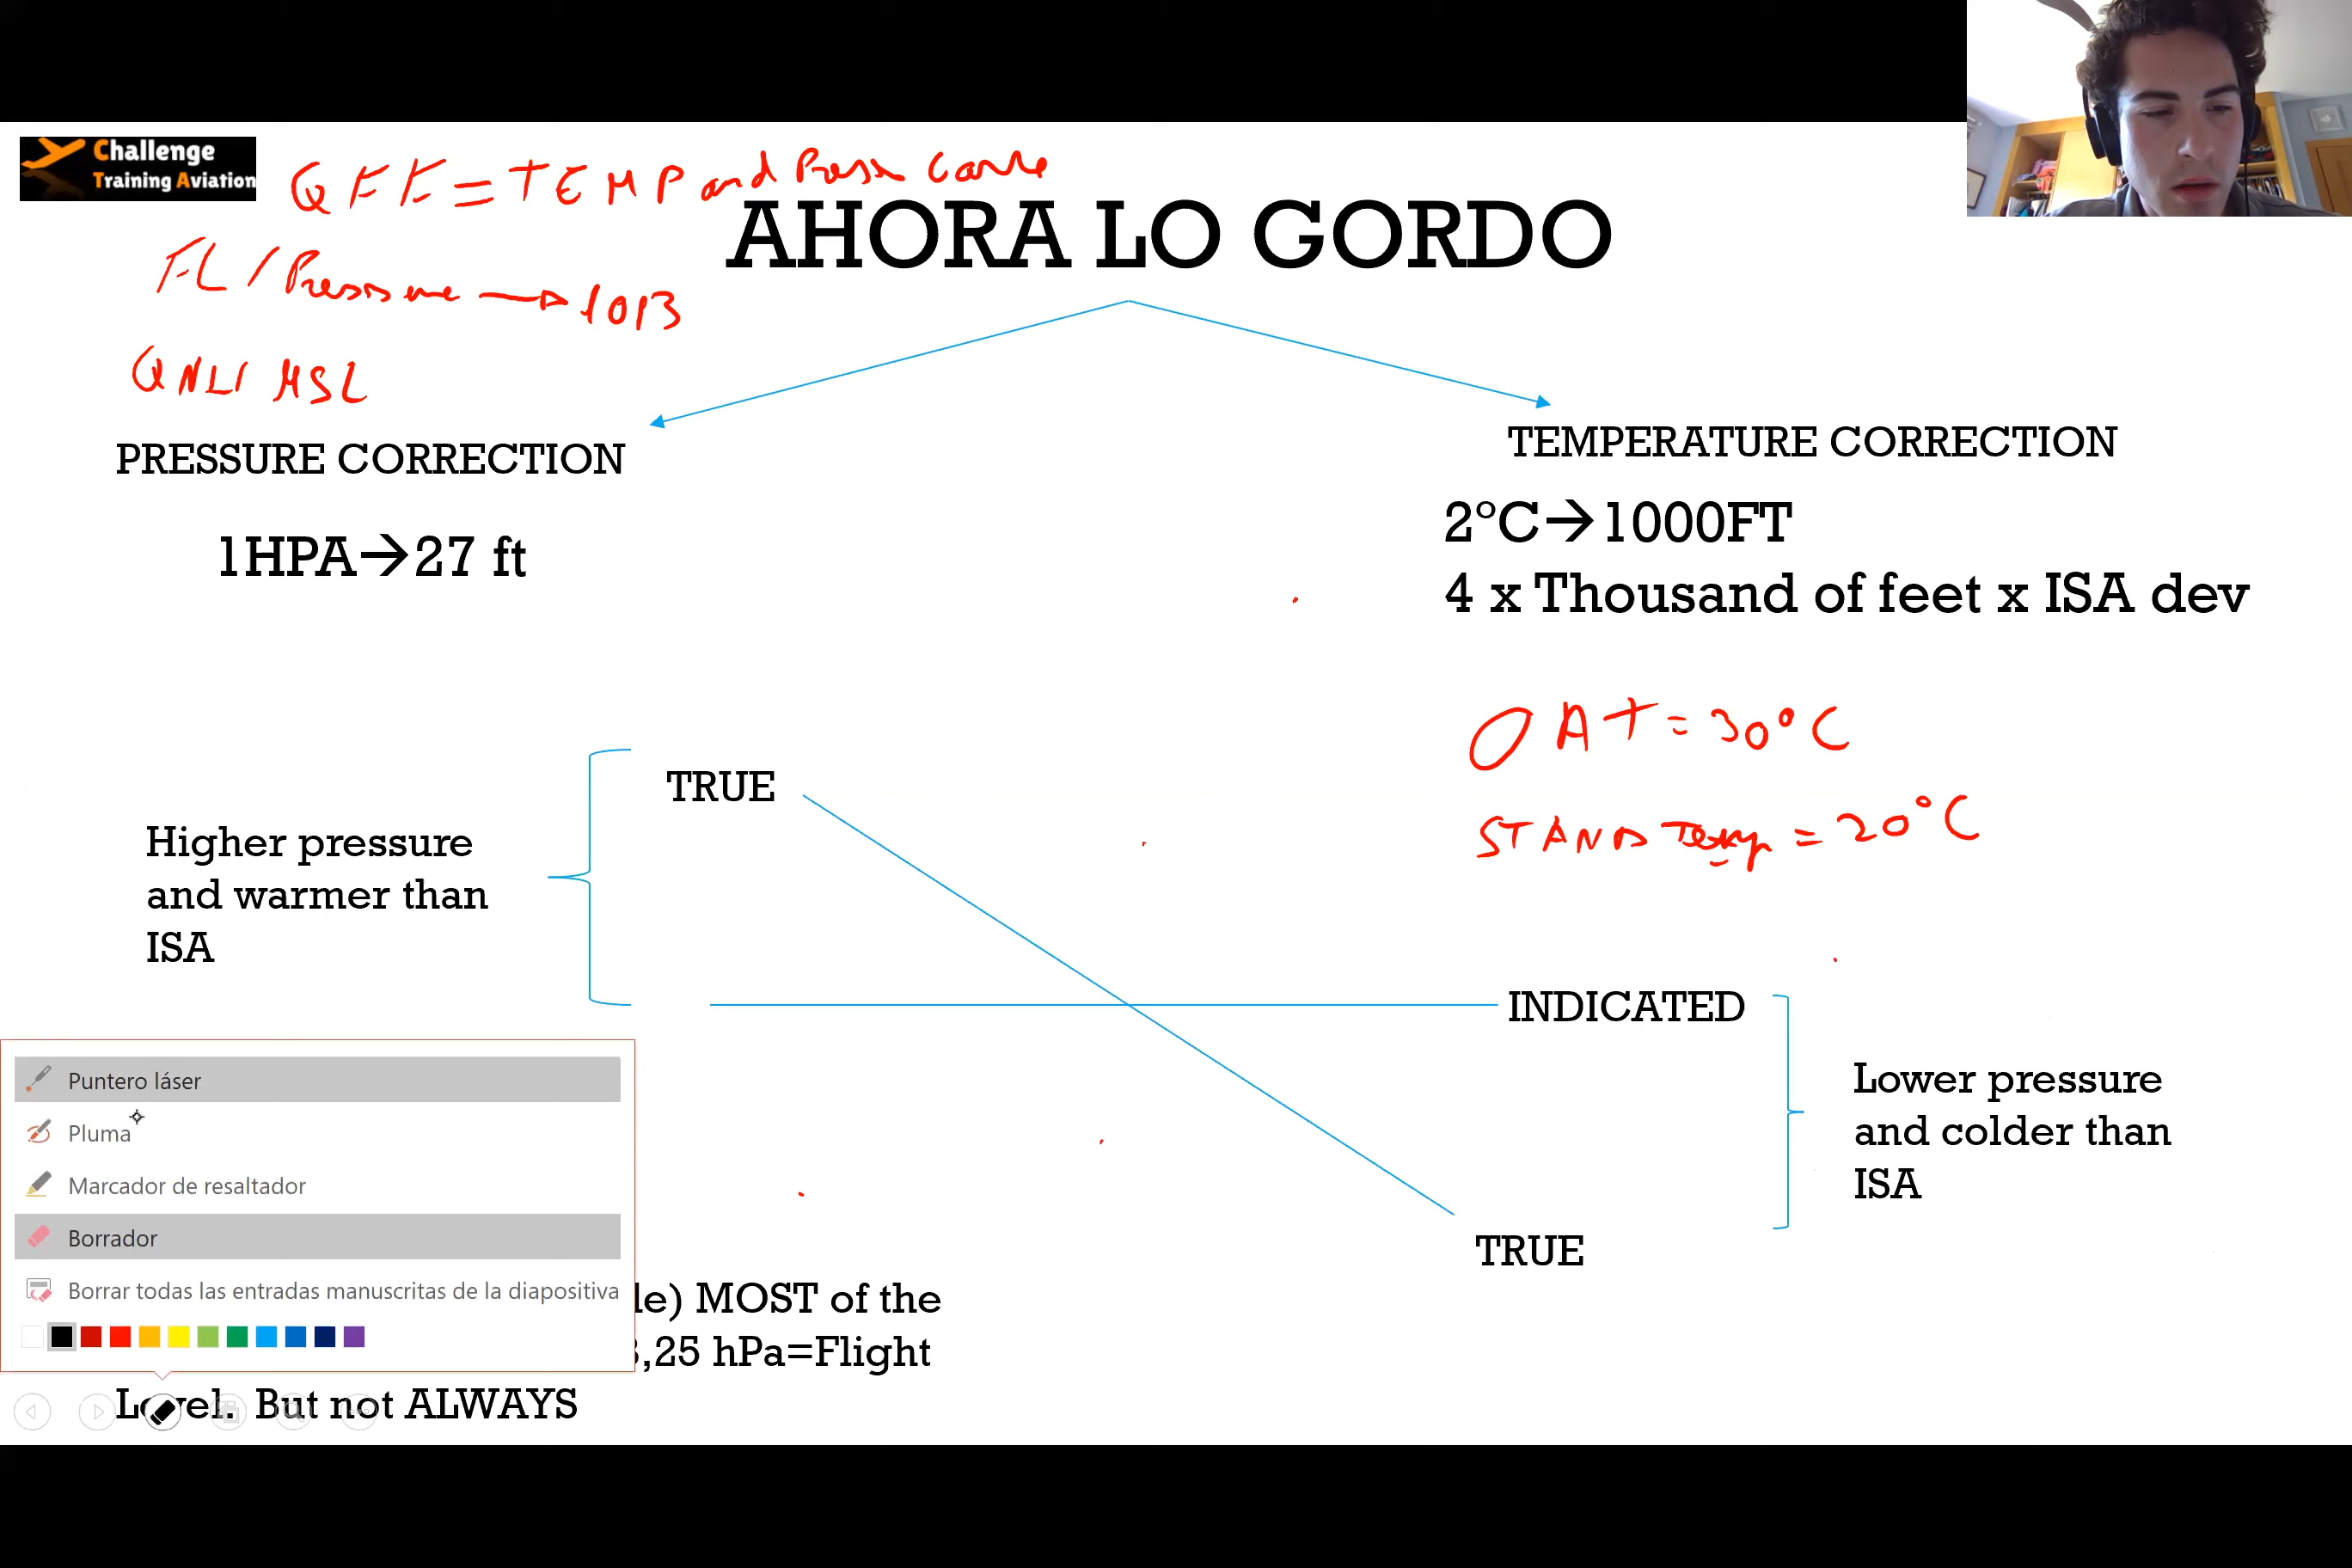 Challenge
Training Aviation
QFF = TEMP and Press
AHORA LO GORDO
FL / Pressure → 1013
QNH MSL
PRESSURE CORRECTION
TEMPERATURE CORRECTION
1HPA→27 ft
2ºC→1000FT
4 x Thousand of feet x ISA dev
OAT = 30°C
STAND Temp = 20°C
TRUE
Higher pressure
and warmer than
ISA
INDICATED
Lower pressure
and colder than
ISA
TRUE
Puntero láser
Pluma
Marcador de resaltador
Borrador
Borrar todas las entradas manuscritas de la diapositiva
le) MOST of the
,25 hPa=Flight
Level. But not ALWAYS